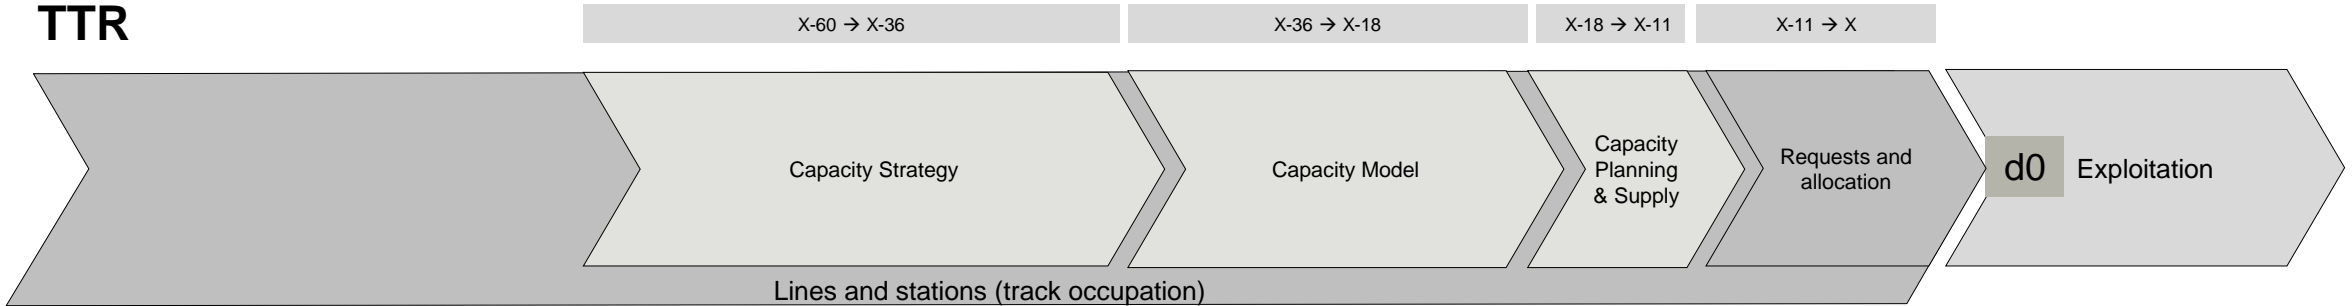 TTR
X-60 → X-36
X-36 → X-18
X-18 → X-11
X-11 → X
Capacity Strategy
Capacity Model
Capacity
Planning
& Supply
Requests and
allocation
d0
Exploitation
Lines and stations (track occupation)